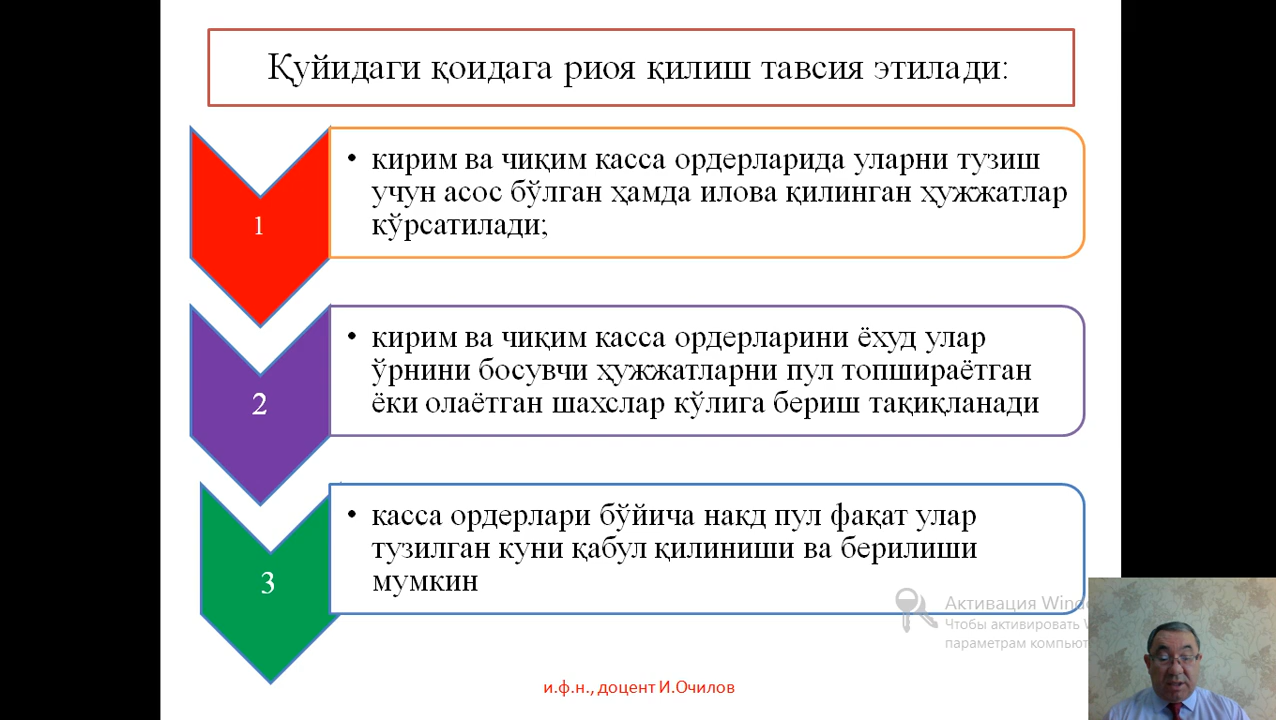 Қуйидаги қоидага риоя қилиш тавсия этилади:
1
• кирим ва чиқим касса ордерларида уларни тузиш
учун асос бўлган ҳамда илова қилинган ҳужжатлар
кўрсатилади;
2
• кирим ва чиқим касса ордерларини ёхуд улар
ўрнини босувчи ҳужжатларни пул топшираётган
ёки олаётган шахслар қўлига бериш тақиқланади
3
• касса ордерлари бўйича нақд пул фақат улар
тузилган куни қабул қилиниши ва берилиши
мумкин
Активация Windo
Чтобы активировать
параметрам компьют
и.ф.н., доцент И.Очилов